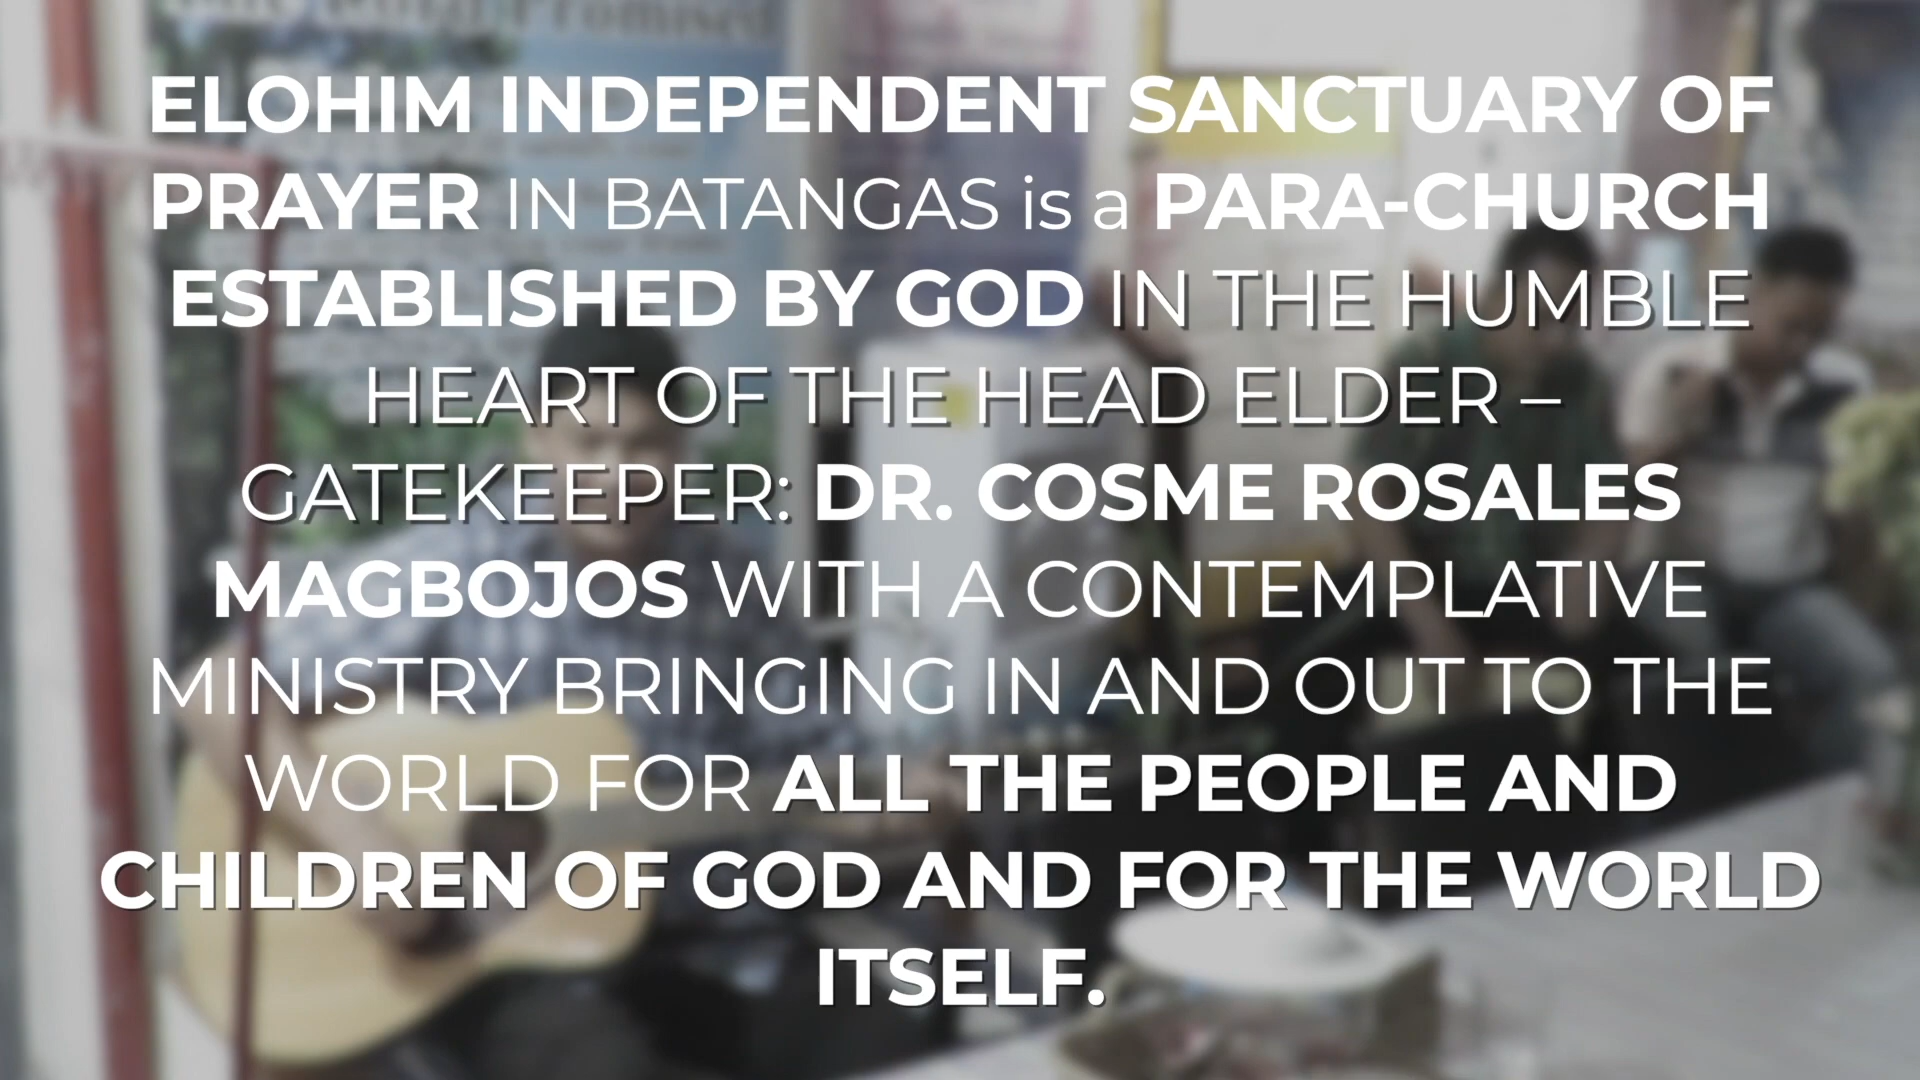 ELOHIM INDEPENDENT SANCTUARY OF
PRAYER IN BATANGAS is a PARA-CHURCH
ESTABLISHED BY GOD IN THE HUMBLE
HEART OF THE HEAD ELDER –
GATEKEEPER: DR. COSME ROSALES
MAGBOJOS WITH A CONTEMPLATIVE
MINISTRY BRINGING IN AND OUT TO THE
WORLD FOR ALL THE PEOPLE AND
CHILDREN OF GOD AND FOR THE WORLD
ITSELF.